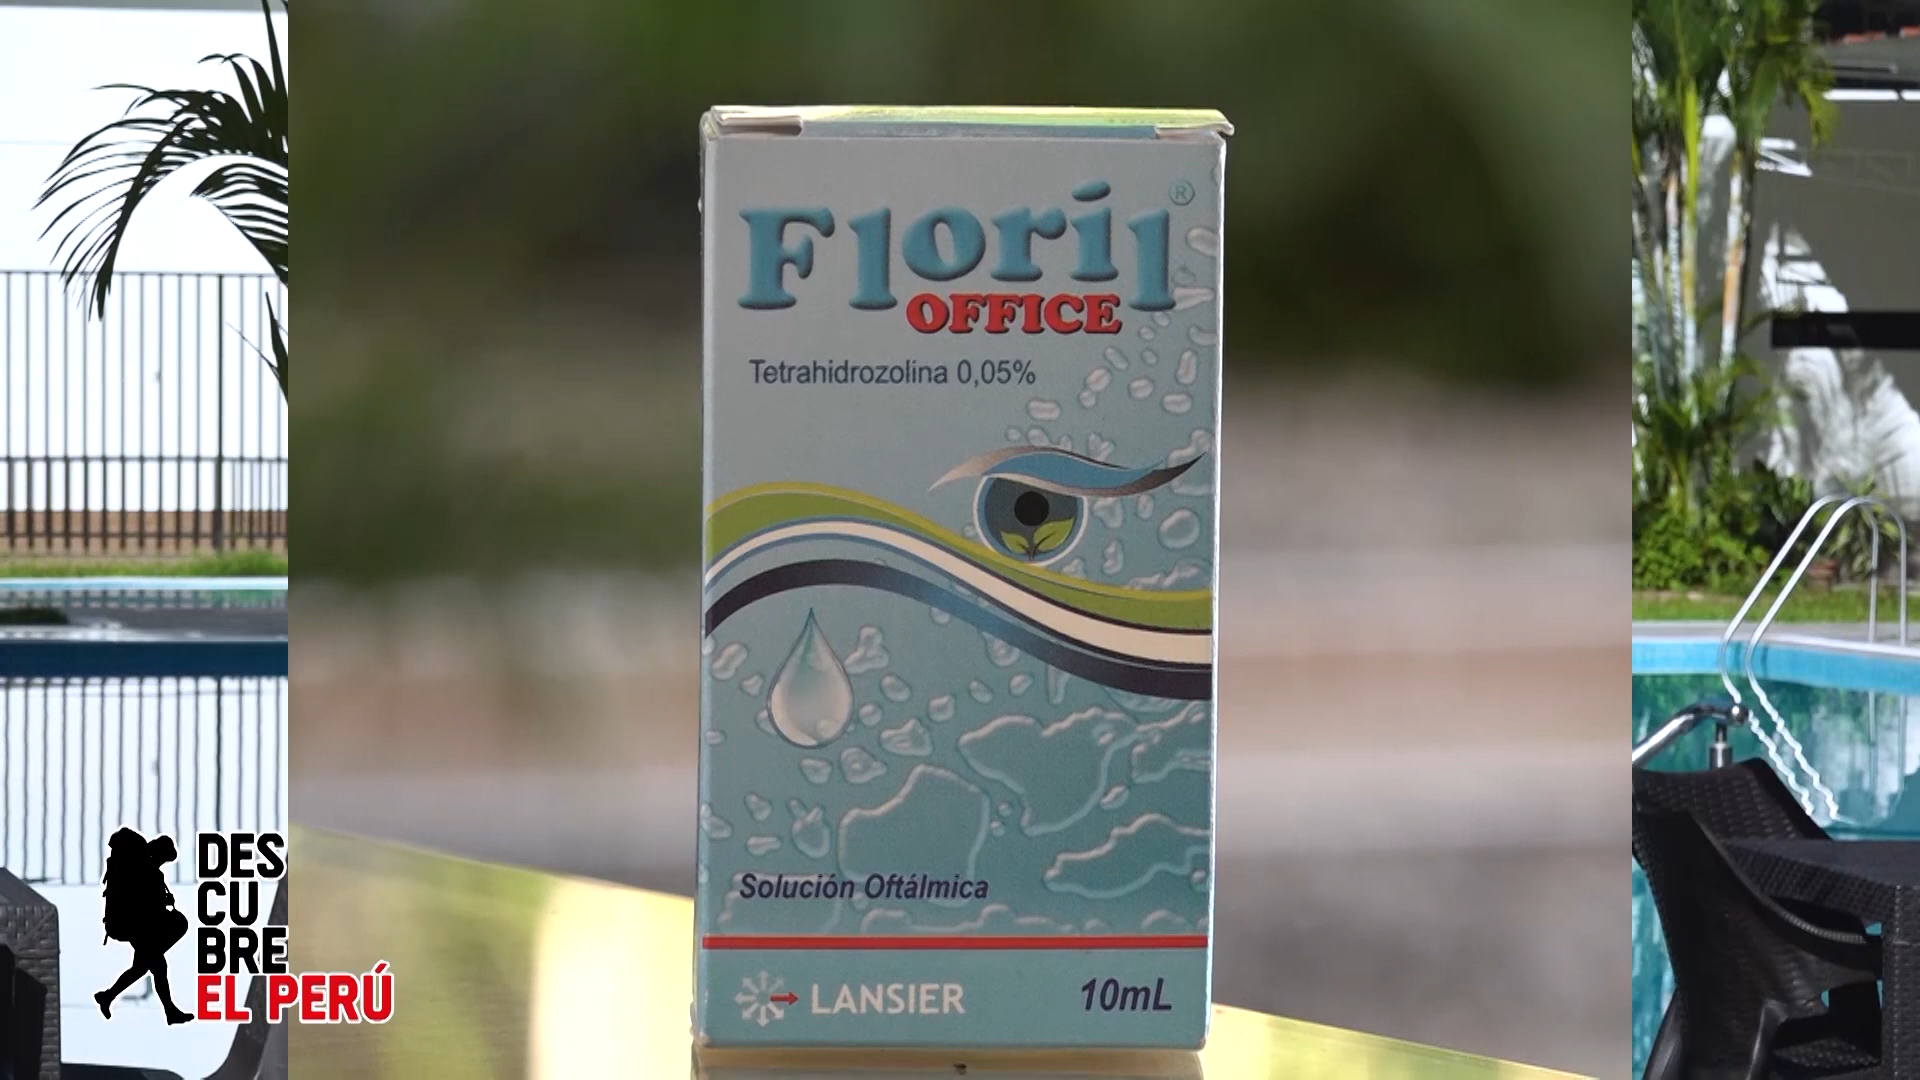 Floril®
OFFICE
Tetrahidrozolina 0,05%
Solución Oftálmica
LANSIER
10mL
DES
CU
BRE
EL PERÚ